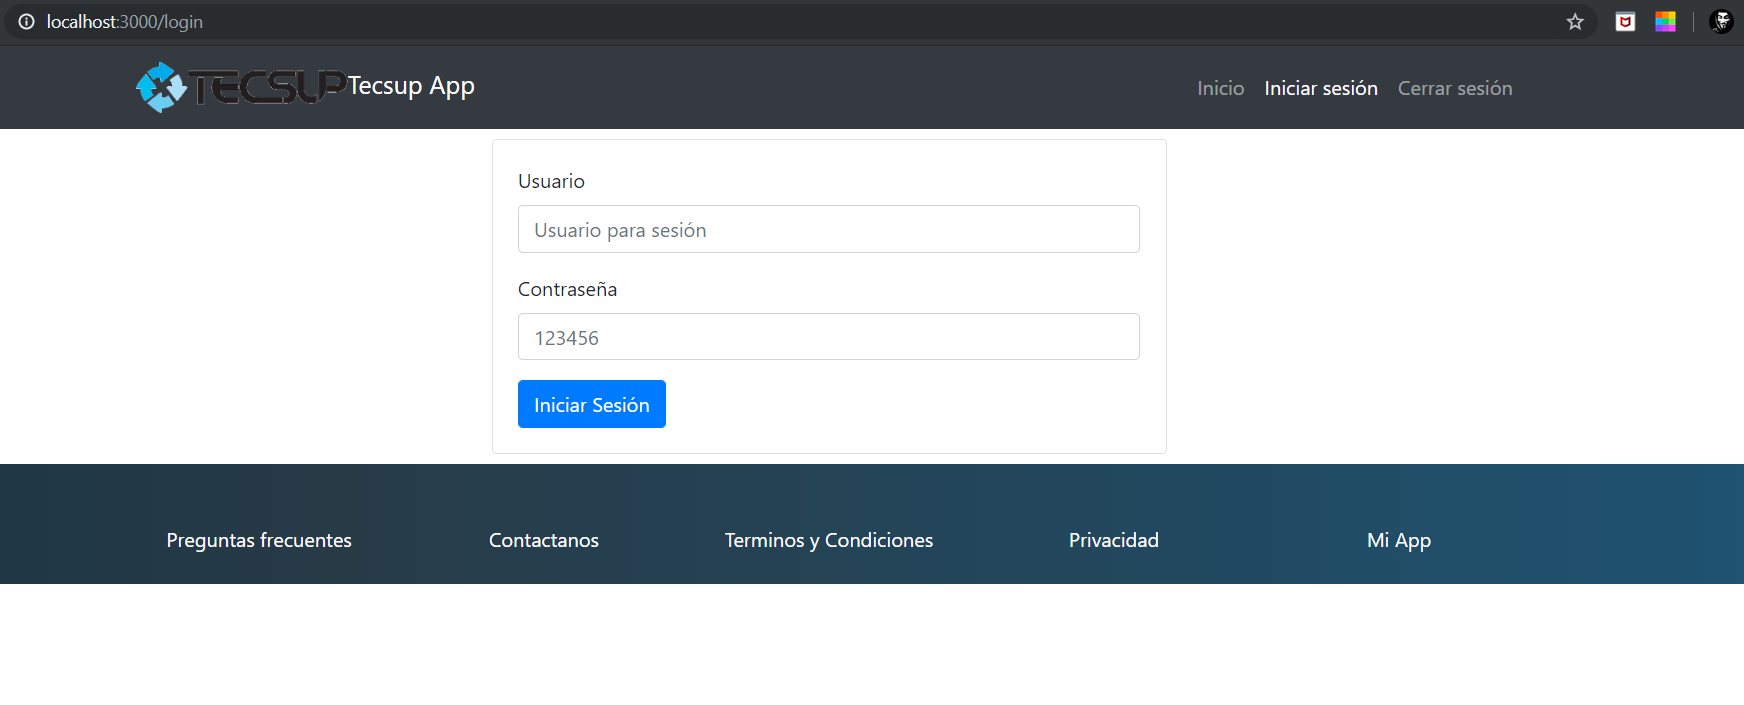 localhost:3000/login
TECSUP Tecsup App Inicio Iniciar sesión Cerrar sesión
Usuario
Usuario para sesión
Contraseña
123456
Iniciar Sesión
Preguntas frecuentes Contactanos Terminos y Condiciones Privacidad Mi App